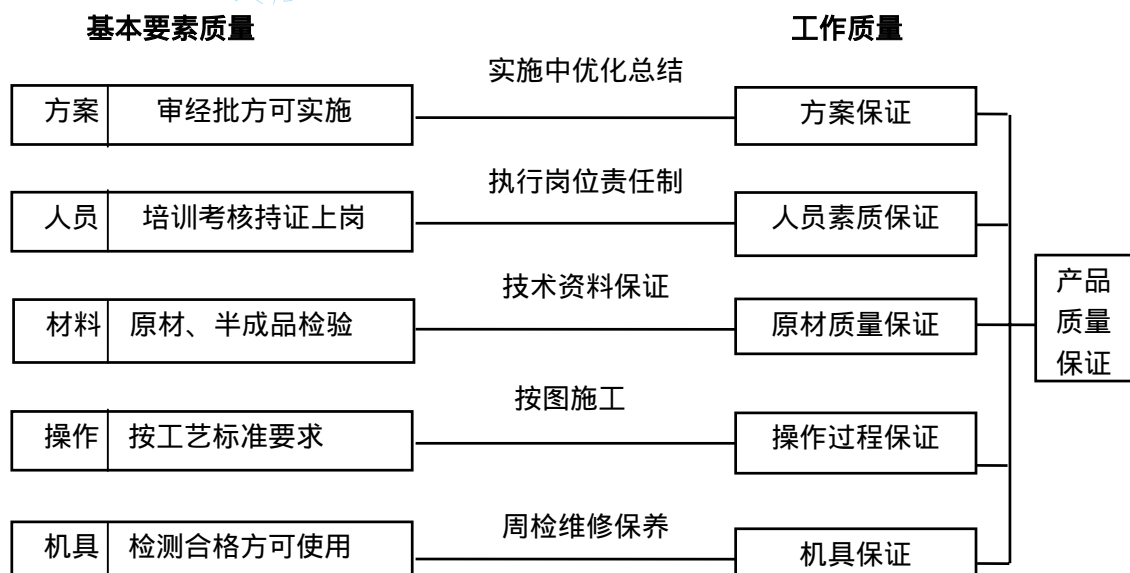 基本要素质量 工作质量
实施中优化总结
方案 审经批方可实施 方案保证
执行岗位责任制
人员 培训考核持证上岗 人员素质保证
技术资料保证
材料 原材、半成品检验 原材质量保证
产品
质量
保证
按图施工
操作 按工艺标准要求 操作过程保证
周检维修保养
机具 检测合格方可使用 机具保证